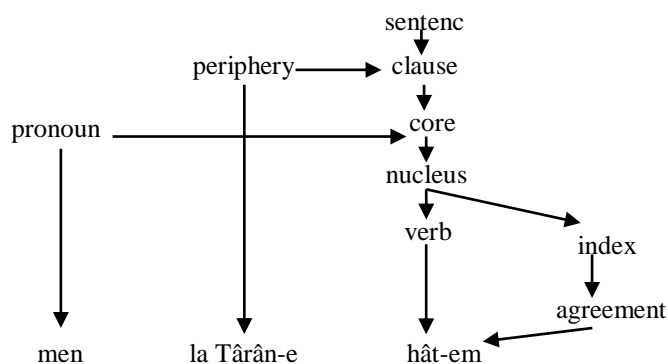 sentenc
periphery clause
pronoun core
nucleus
verb index
agreement
men la Târân-e hât-em